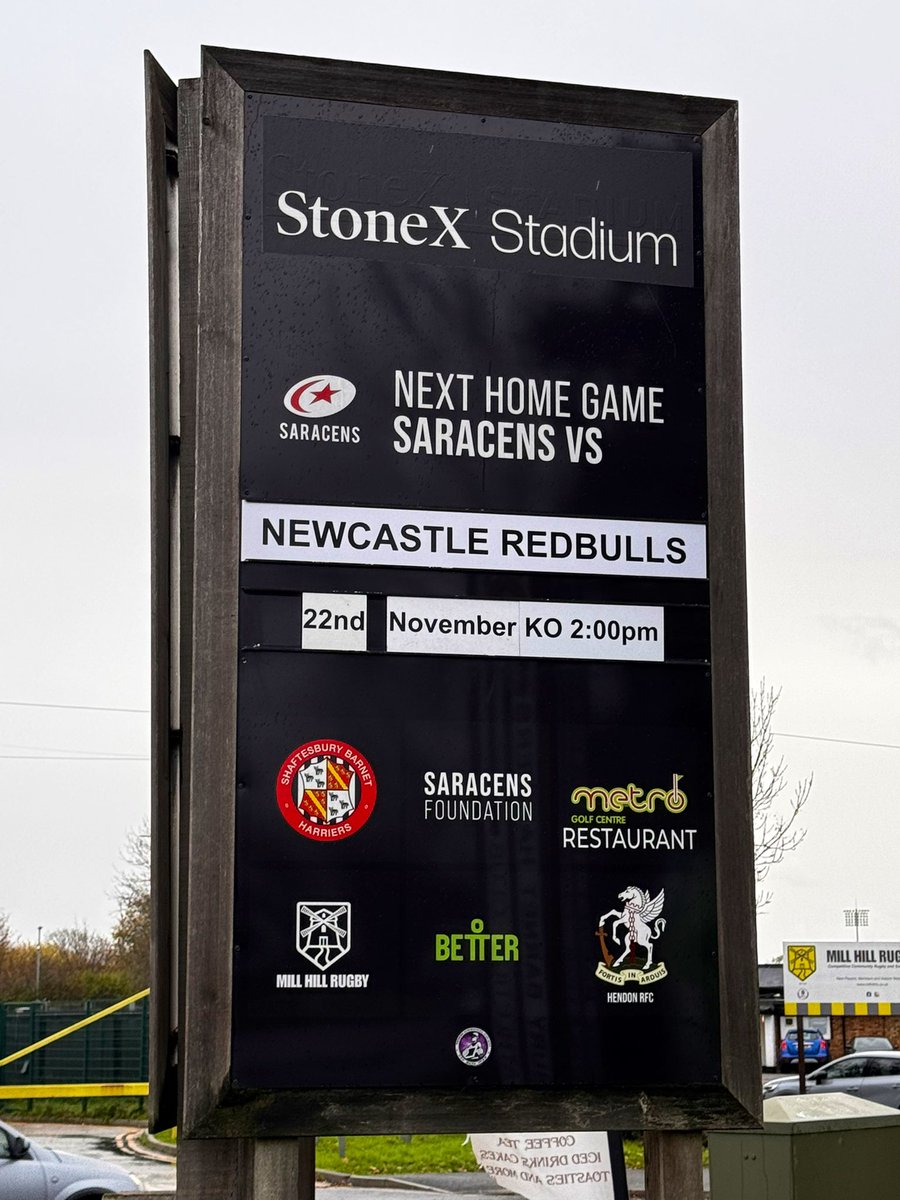 StoneX Stadium
SARACENS
NEXT HOME GAME
SARACENS VS
NEWCASTLE REDBULLS
22nd November KO 2:00pm
SHAFTESBURY BARNET
HARRIERS
SARACENS
FOUNDATION
metro
GOLF CENTRE
RESTAURANT
MILL HILL RUGBY
BETTER
FORTIS IN ARDUIS
HENDON RFC
MILL HILL RUG
COFFEE TEA
ICED DRINKS CAKES
TOASTIES AND MORE